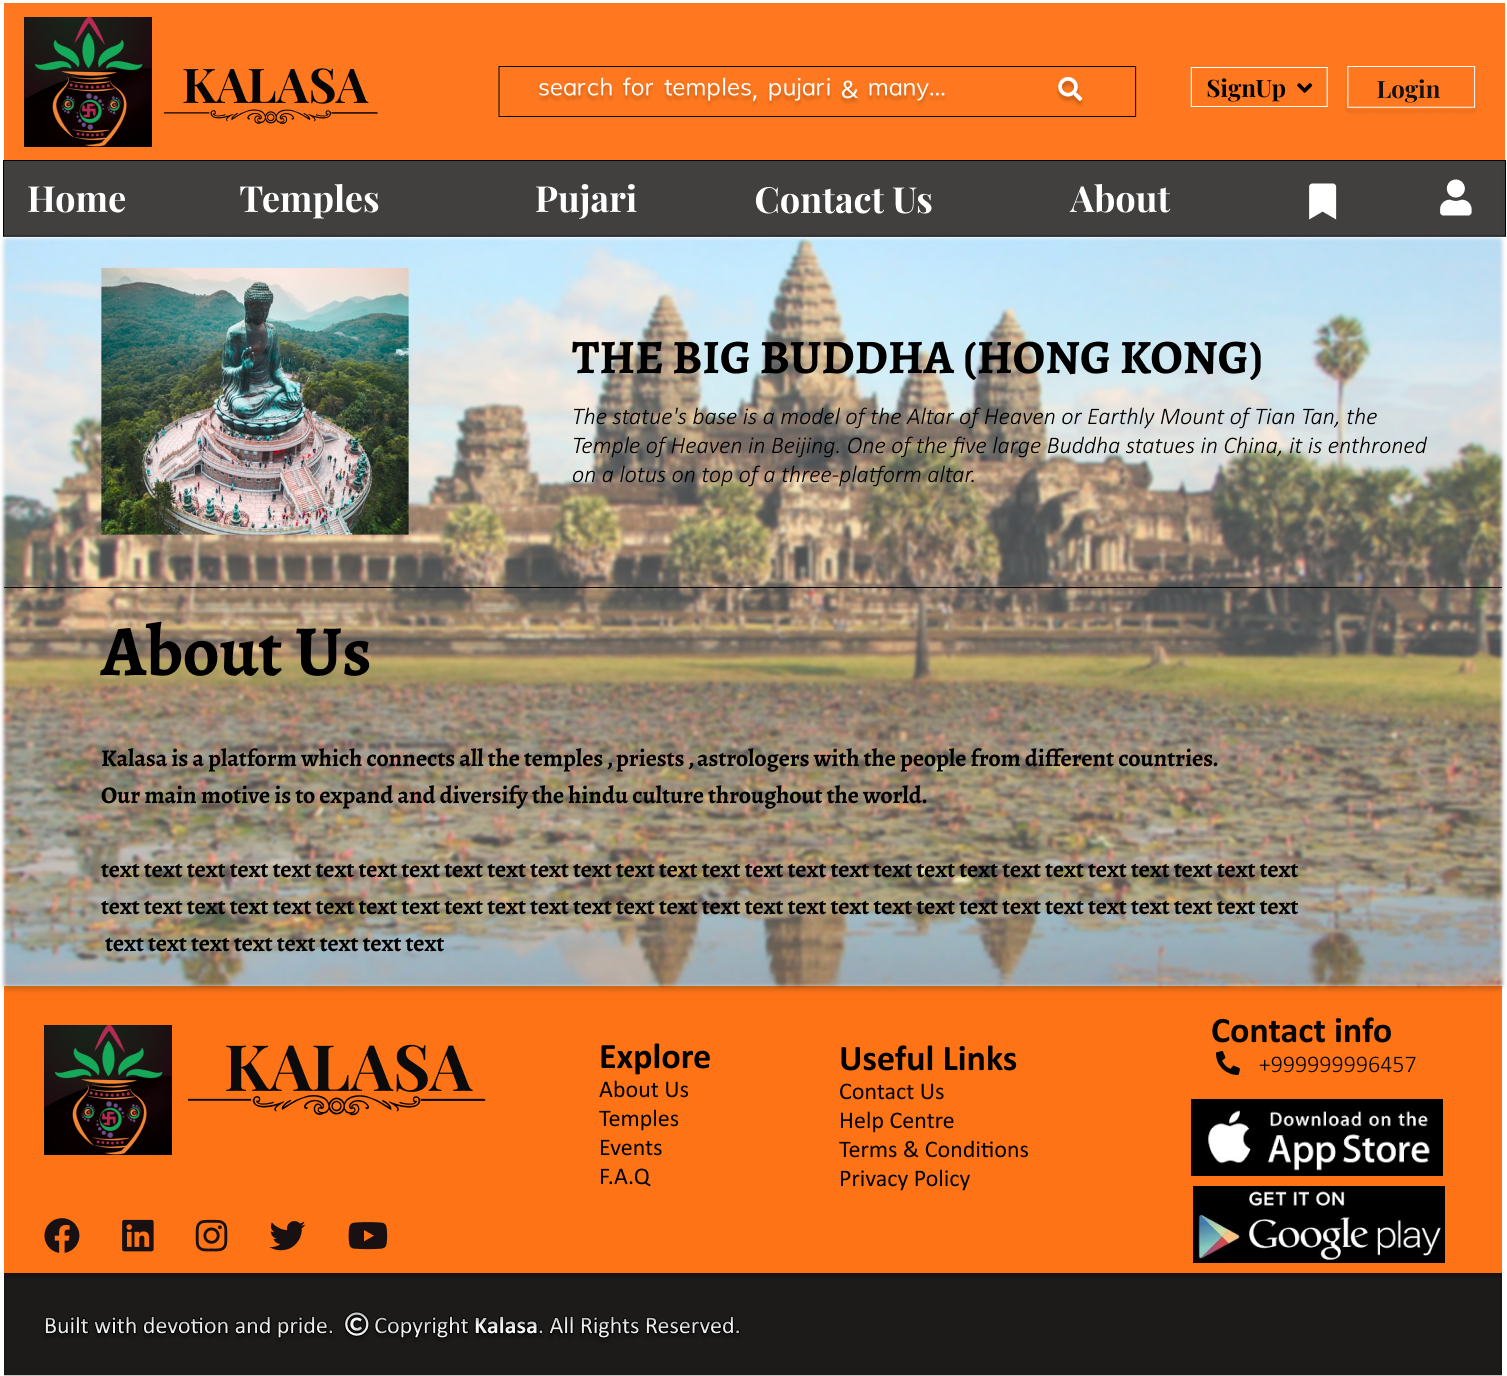 KALASA
search for temples, pujari & many...
SignUp
Login
Home
Temples
Pujari
Contact Us
About
THE BIG BUDDHA (HONG KONG)
The statue's base is a model of the Altar of Heaven or Earthly Mount of Tian Tan, the
Temple of Heaven in Beijing. One of the five large Buddha statues in China, it is enthroned
on a lotus on top of a three-platform altar.
About Us
Kalasa is a platform which connects all the temples , priests , astrologers with the people from different countries.
Our main motive is to expand and diversify the hindu culture throughout the world.
text text text text text text text text text text text text text text text text text text text text text text text text text text text text
text text text text text text text text text text text text text text text text text text text text text text text text text text text text
text text text text text text text text
KALASA
Explore
About Us
Temples
Events
F.A.Q
Useful Links
Contact Us
Help Centre
Terms & Conditions
Privacy Policy
Contact info
+999999996457
Download on the
App Store
GET IT ON
Google play
Built with devotion and pride. © Copyright Kalasa. All Rights Reserved.